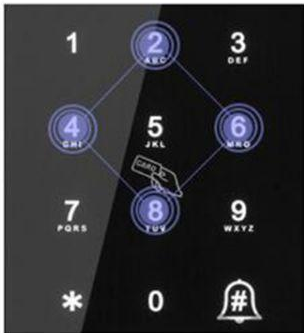 1 2 3
ABC DEF
4 5 6
GHI JKL MNO
CARD
7 8 9
PQRS TUV WXYZ
* 0 #